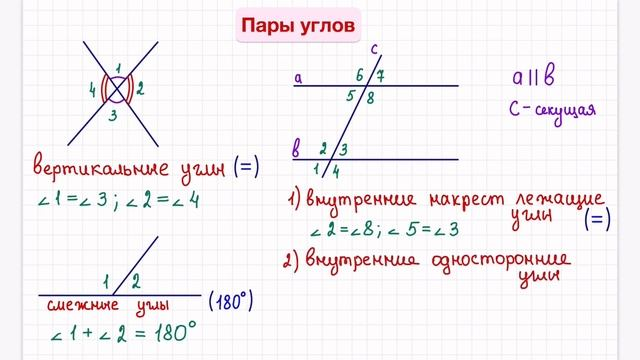 Пары углов
1
4 2
3
вертикальные углы (=)
∠1=∠3; ∠2=∠4
1 2
смежные углы (180°)
∠1+∠2=180°
c
a 6 7
5 8
b 2 3
1 4
a||b
c-секущая
1) внутренние накрест лежащие
углы (=)
∠2=∠8; ∠5=∠3
2) внутренние односторонние
углы